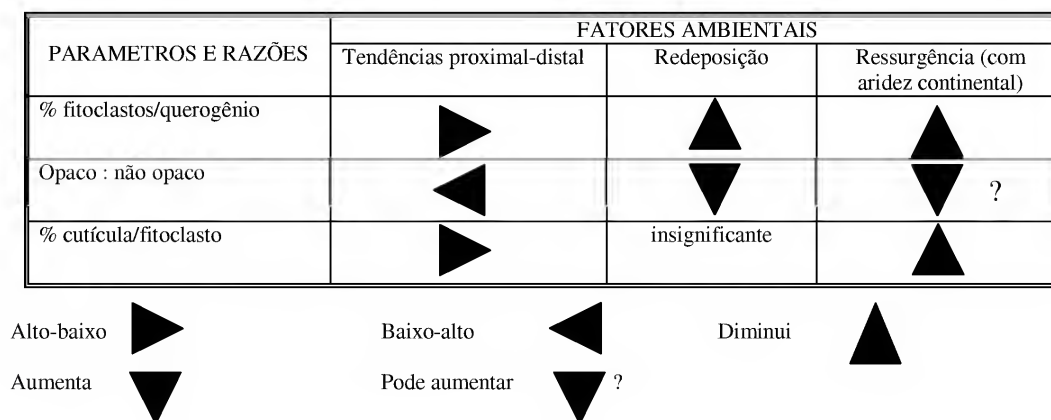 PARAMETROS E RAZÕES
FATORES AMBIENTAIS
Tendências proximal-distal
Redeposição
Ressurgência (com
aridez continental)
% fitoclastos/querogênio
Opaco : não opaco
?
% cutícula/fitoclasto
insignificante
Alto-baixo
Baixo-alto
Diminui
Aumenta
Pode aumentar
?